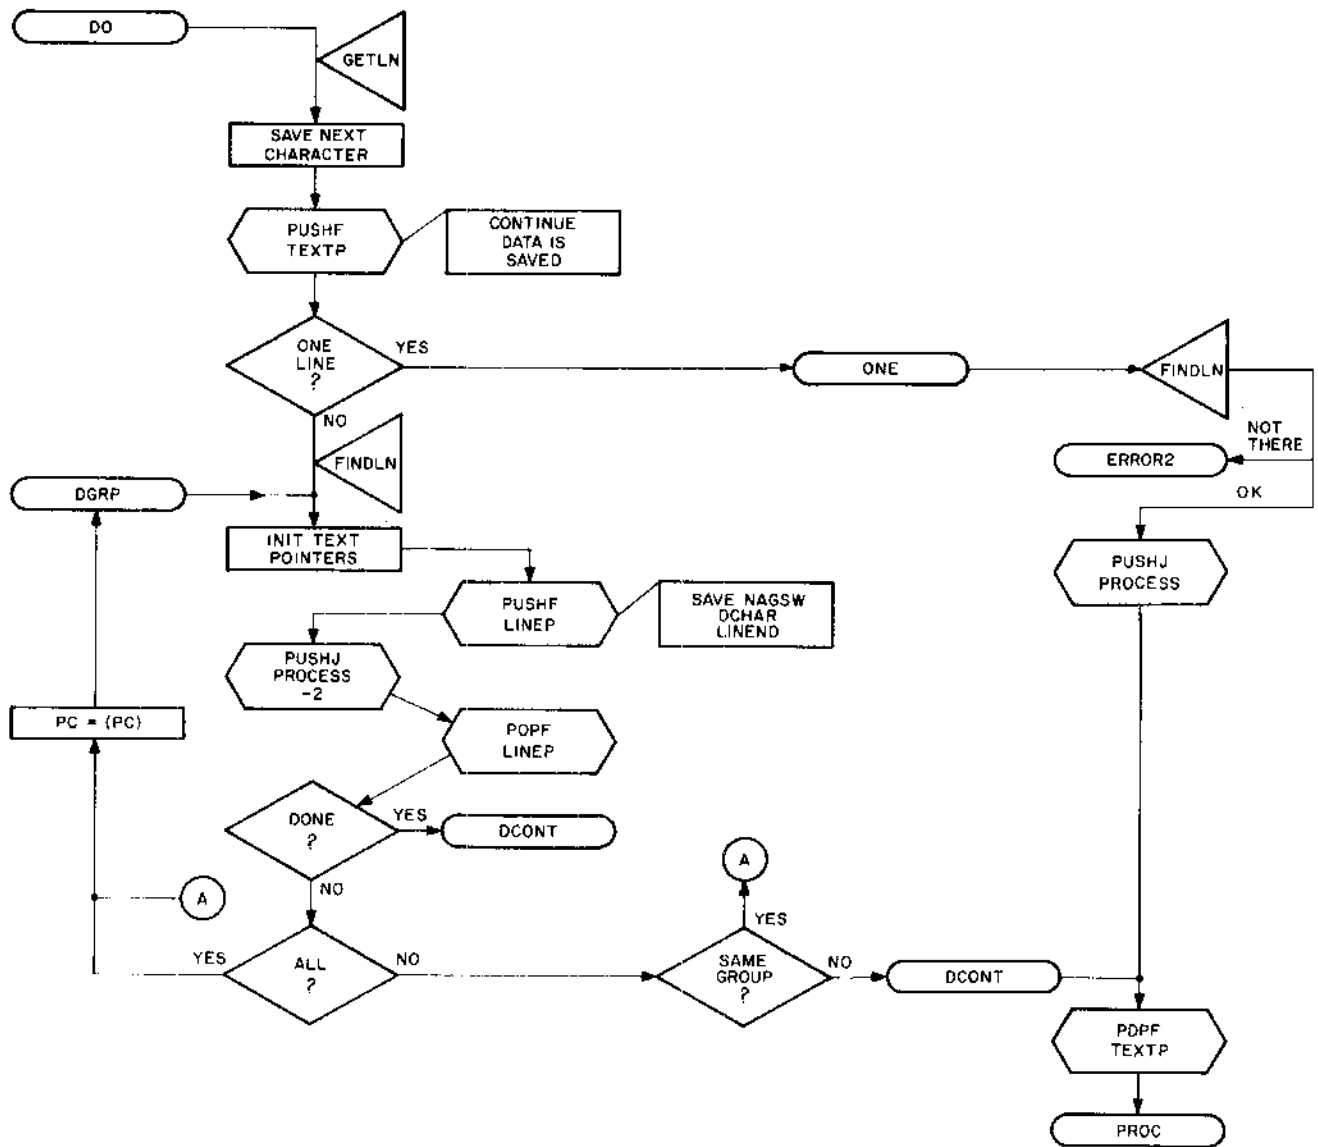 DO
GETLN
SAVE NEXT
CHARACTER
PUSHF
TEXTP
CONTINUE
DATA IS
SAVED
ONE
LINE
?
YES
NO
ONE
FINDLN
NOT
THERE
ERROR2
OK
PUSHJ
PROCESS
FINDLN
DGRP
INIT TEXT
POINTERS
PUSHF
LINEP
SAVE NAGSW
DCHAR
LINEND
PUSHJ
PROCESS
-2
PC = (PC)
POPF
LINEP
DONE
?
YES
DCONT
NO
A
A
YES
ALL
?
NO
YES
SAME
GROUP
?
NO
DCONT
PDPF
TEXTP
PROC